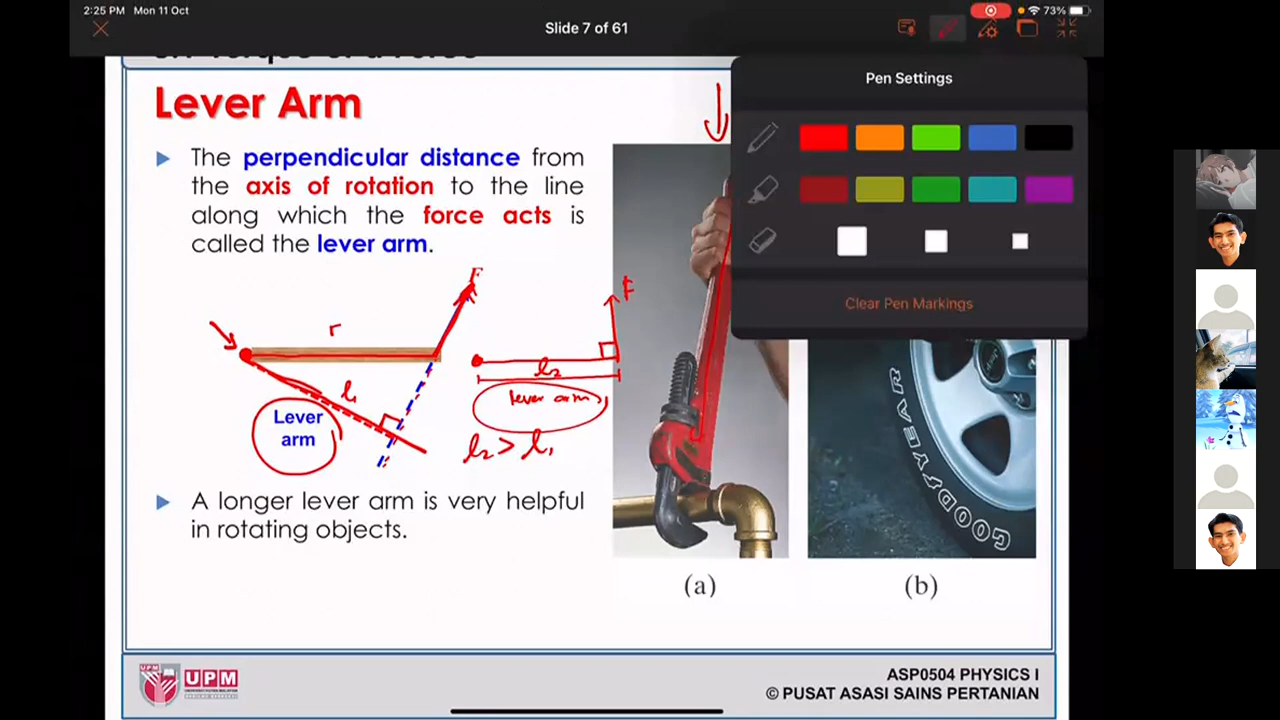 2:25 PM Mon 11 Oct
73%
Slide 7 of 61
Pen Settings
Clear Pen Markings
Lever Arm
The perpendicular distance from
the axis of rotation to the line
along which the force acts is
called the lever arm.
F
r
F
l₁
l₂
Lever
arm
lever arm
l₂ > l₁
A longer lever arm is very helpful
in rotating objects.
GOODYEAR
(a)
(b)
UPM
UPM
ASP0504 PHYSICS I
© PUSAT ASASI SAINS PERTANIAN